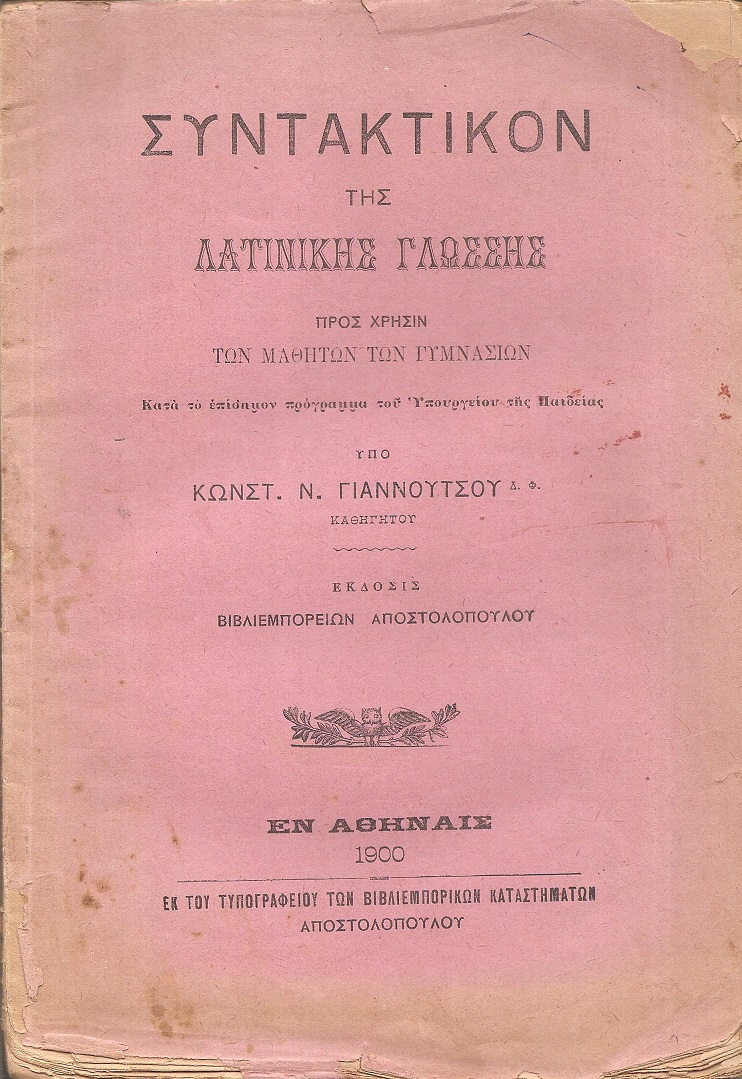 ΣΥΝΤΑΚΤΙΚΟΝ
ΤΗΣ
ΛΑΤΙΝΙΚΗΣ ΓΛΩΣΣΗΣ
ΠΡΟΣ ΧΡΗΣΙΝ
ΤΩΝ ΜΑΘΗΤΩΝ ΤΩΝ ΓΥΜΝΑΣΙΩΝ
Κατὰ τὸ ἐπίσημον πρόγραμμα τοῦ Ὑπουργείου τῆς Παιδείας
ΥΠΟ
ΚΩΝΣΤ. Ν. ΓΙΑΝΝΟΥΤΣΟΥ Δ. Φ.
ΚΑΘΗΓΗΤΟΥ
ΕΚΔΟΣΙΣ
ΒΙΒΛΙΕΜΠΟΡΕΙΩΝ ΑΠΟΣΤΟΛΟΠΟΥΛΟΥ
ΕΝ ΑΘΗΝΑΙΣ
1900
ΕΚ ΤΟΥ ΤΥΠΟΓΡΑΦΕΙΟΥ ΤΩΝ ΒΙΒΛΙΕΜΠΟΡΙΚΩΝ ΚΑΤΑΣΤΗΜΑΤΩΝ
ΑΠΟΣΤΟΛΟΠΟΥΛΟΥ